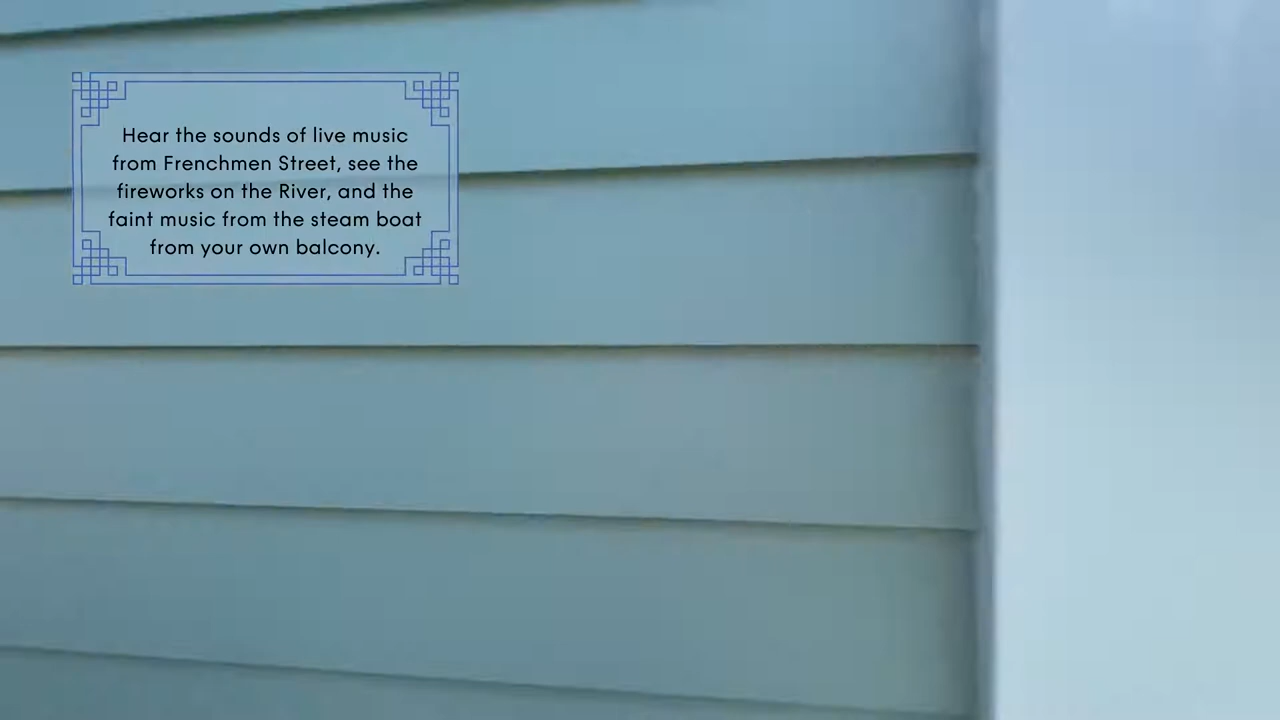 Hear the sounds of live music
from Frenchmen Street, see the
fireworks on the River, and the
faint music from the steam boat
from your own balcony.